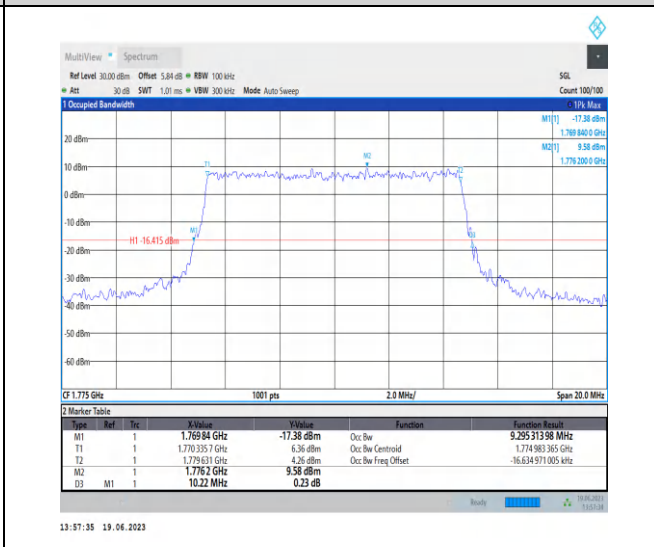 MultiView Spectrum
Ref Level 30.00 dBm Offset 5.84 dB RBW 100 kHz SGL
Att 30 dB SWT 1.01 ms VBW 300 kHz Mode Auto Sweep Count 100/100
1 Occupied Bandwidth 1Pk Max
M1[1] -17.38 dBm
1.769 840 0 GHz
M2[1] 9.58 dBm
1.776 200 0 GHz
20 dBm
10 dBm
0 dBm
-10 dBm
-20 dBm
-30 dBm
-40 dBm
-50 dBm
-60 dBm
T1
M2
M1
H1 -16.415 dBm
CF 1.775 GHz 1001 pts 2.0 MHz/ Span 20.0 MHz
2 Marker Table
Type Ref Trc X-Value Y-Value Function Function Result
M1 1 1.76984 GHz -17.38 dBm Occ Bw 9.295 313 98 MHz
T1 1 1.770 335 7 GHz 6.36 dBm Occ Bw Centroid 1.774 983 365 GHz
T2 1 1.779 631 GHz 4.26 dBm Occ Bw Freq Offset -16.634 971 005 kHz
M2 1 1.776 2 GHz 9.58 dBm
D3 M1 1 10.22 MHz 0.23 dB
Ready 19.06.2023
13:57:34
13:57:35 19.06.2023